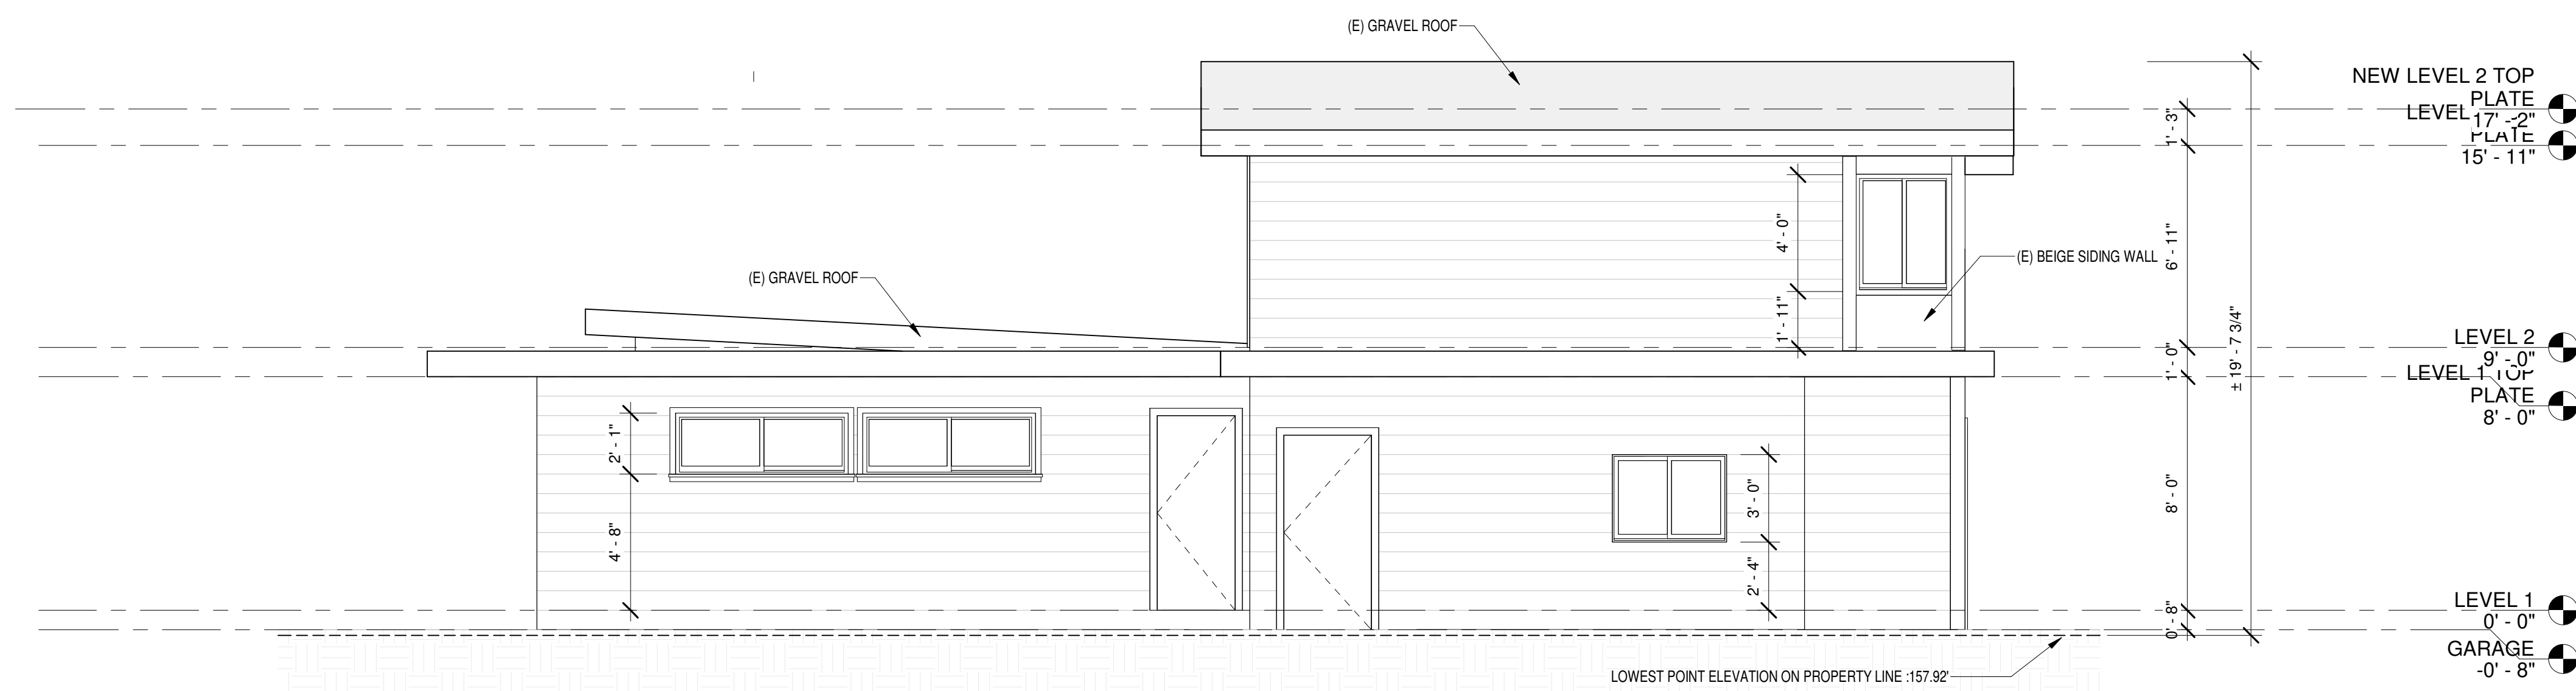 (E) GRAVEL ROOF
NEW LEVEL 2 TOP
PLATE
17' - 2"
LEVEL
PLATE
15' - 11"
1' - 3"
(E) GRAVEL ROOF
4' - 0"
1' - 11"
(E) BEIGE SIDING WALL
6' - 11"
± 19' - 7 3/4"
LEVEL 2
9' - 0"
1' - 0"
LEVEL 1 TOP
PLATE
8' - 0"
2' - 1"
4' - 8"
3' - 0"
2' - 4"
8' - 0"
0' - 8"
LEVEL 1
0' - 0"
GARAGE
-0' - 8"
LOWEST POINT ELEVATION ON PROPERTY LINE :157.92'